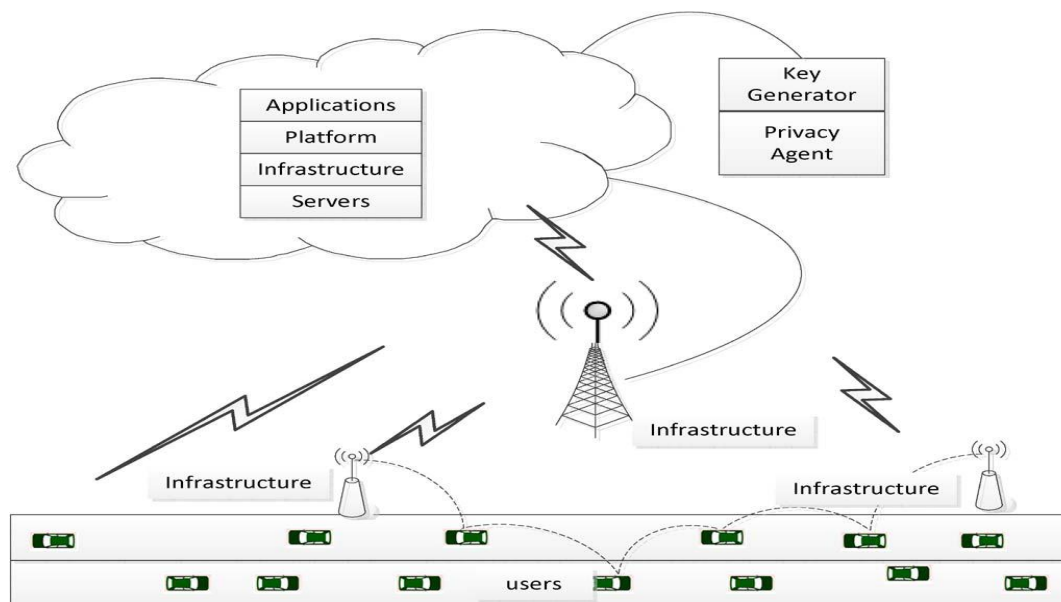 Applications
Platform
Infrastructure
Servers
Key
Generator
Privacy
Agent
Infrastructure
Infrastructure
Infrastructure
users